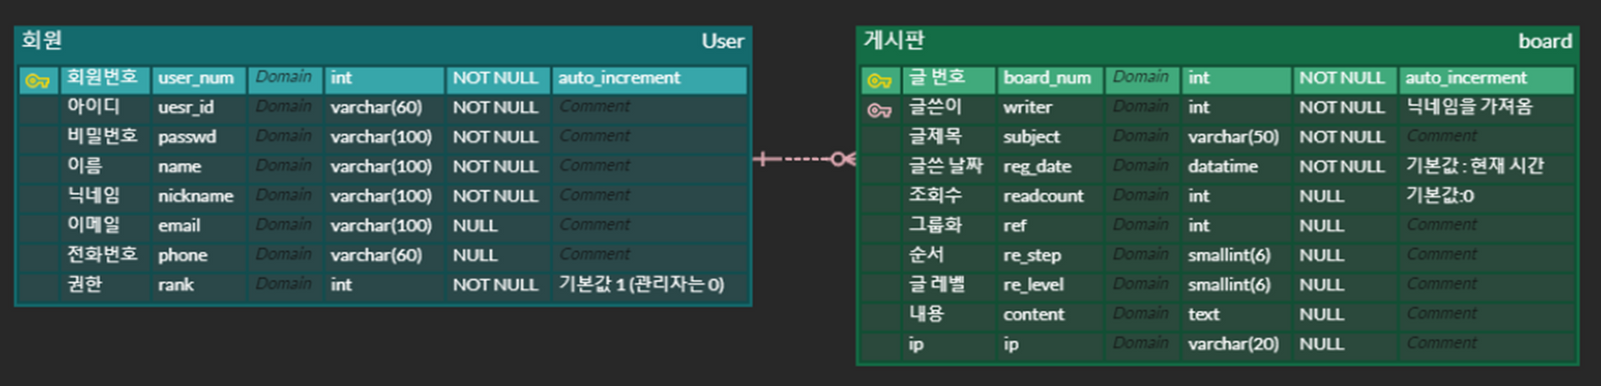 회원 User
회원번호 user_num Domain int NOT NULL auto_increment
아이디 uesr_id Domain varchar(60) NOT NULL Comment
비밀번호 passwd Domain varchar(100) NOT NULL Comment
이름 name Domain varchar(100) NOT NULL Comment
닉네임 nickname Domain varchar(100) NOT NULL Comment
이메일 email Domain varchar(100) NULL Comment
전화번호 phone Domain varchar(60) NULL Comment
권한 rank Domain int NOT NULL 기본값 1 (관리자는 0)
게시판 board
글 번호 board_num Domain int NOT NULL auto_incerment
글쓴이 writer Domain int NOT NULL 닉네임을 가져옴
글제목 subject Domain varchar(50) NOT NULL Comment
글쓴 날짜 reg_date Domain datatime NOT NULL 기본값 : 현재 시간
조회수 readcount Domain int NULL 기본값:0
그룹화 ref Domain int NULL Comment
순서 re_step Domain smallint(6) NULL Comment
글 레벨 re_level Domain smallint(6) NULL Comment
내용 content Domain text NULL Comment
ip ip Domain varchar(20) NULL Comment